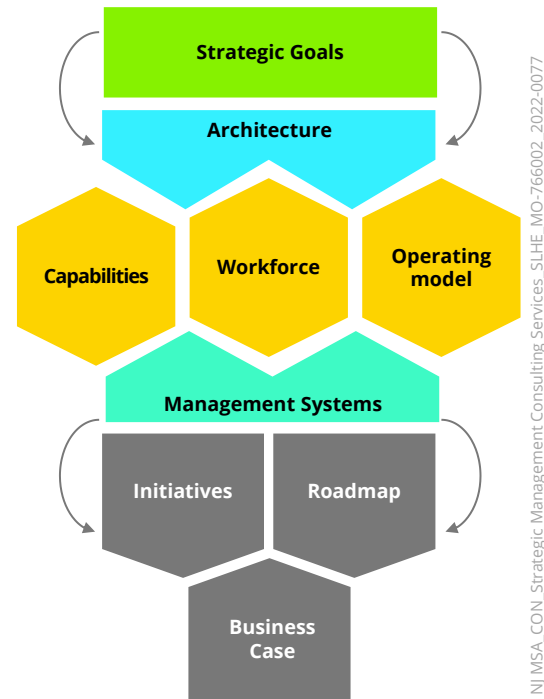 Strategic Goals
Architecture
Capabilities
Workforce
Operating
model
Management Systems
Initiatives
Roadmap
Business
Case
NJ MSA_CON_Strategic Management Consulting Services_SLHE_MO-766002_2022-0077